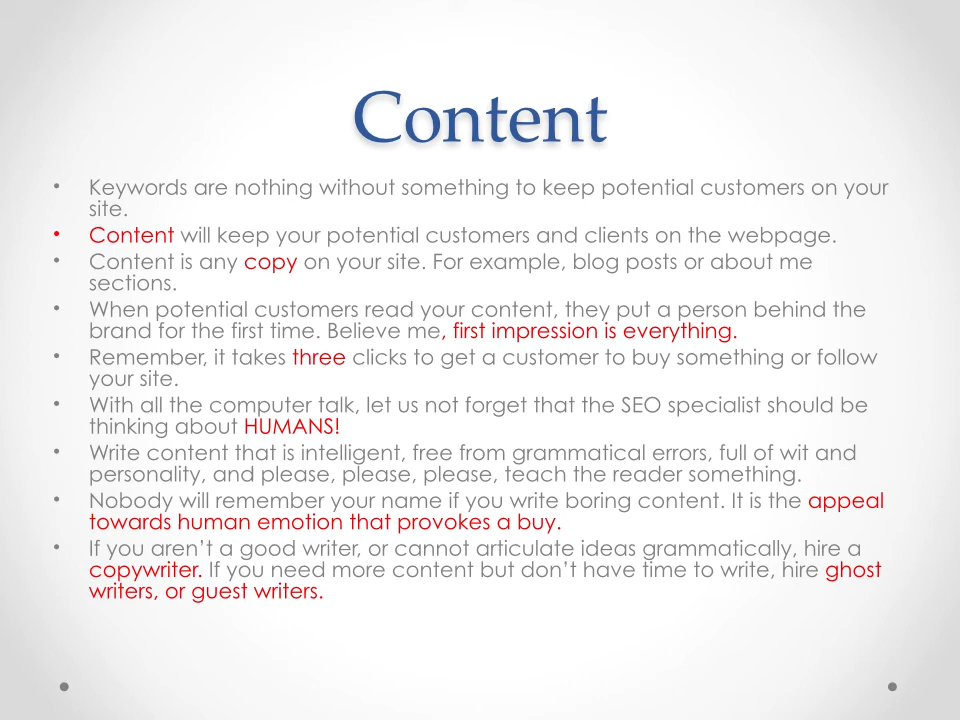 Content
• Keywords are nothing without something to keep potential customers on your
site.
• Content will keep your potential customers and clients on the webpage.
• Content is any copy on your site. For example, blog posts or about me
sections.
• When potential customers read your content, they put a person behind the
brand for the first time. Believe me, first impression is everything.
• Remember, it takes three clicks to get a customer to buy something or follow
your site.
• With all the computer talk, let us not forget that the SEO specialist should be
thinking about HUMANS!
• Write content that is intelligent, free from grammatical errors, full of wit and
personality, and please, please, please, teach the reader something.
• Nobody will remember your name if you write boring content. It is the appeal
towards human emotion that provokes a buy.
• If you aren’t a good writer, or cannot articulate ideas grammatically, hire a
copywriter. If you need more content but don’t have time to write, hire ghost
writers, or guest writers.